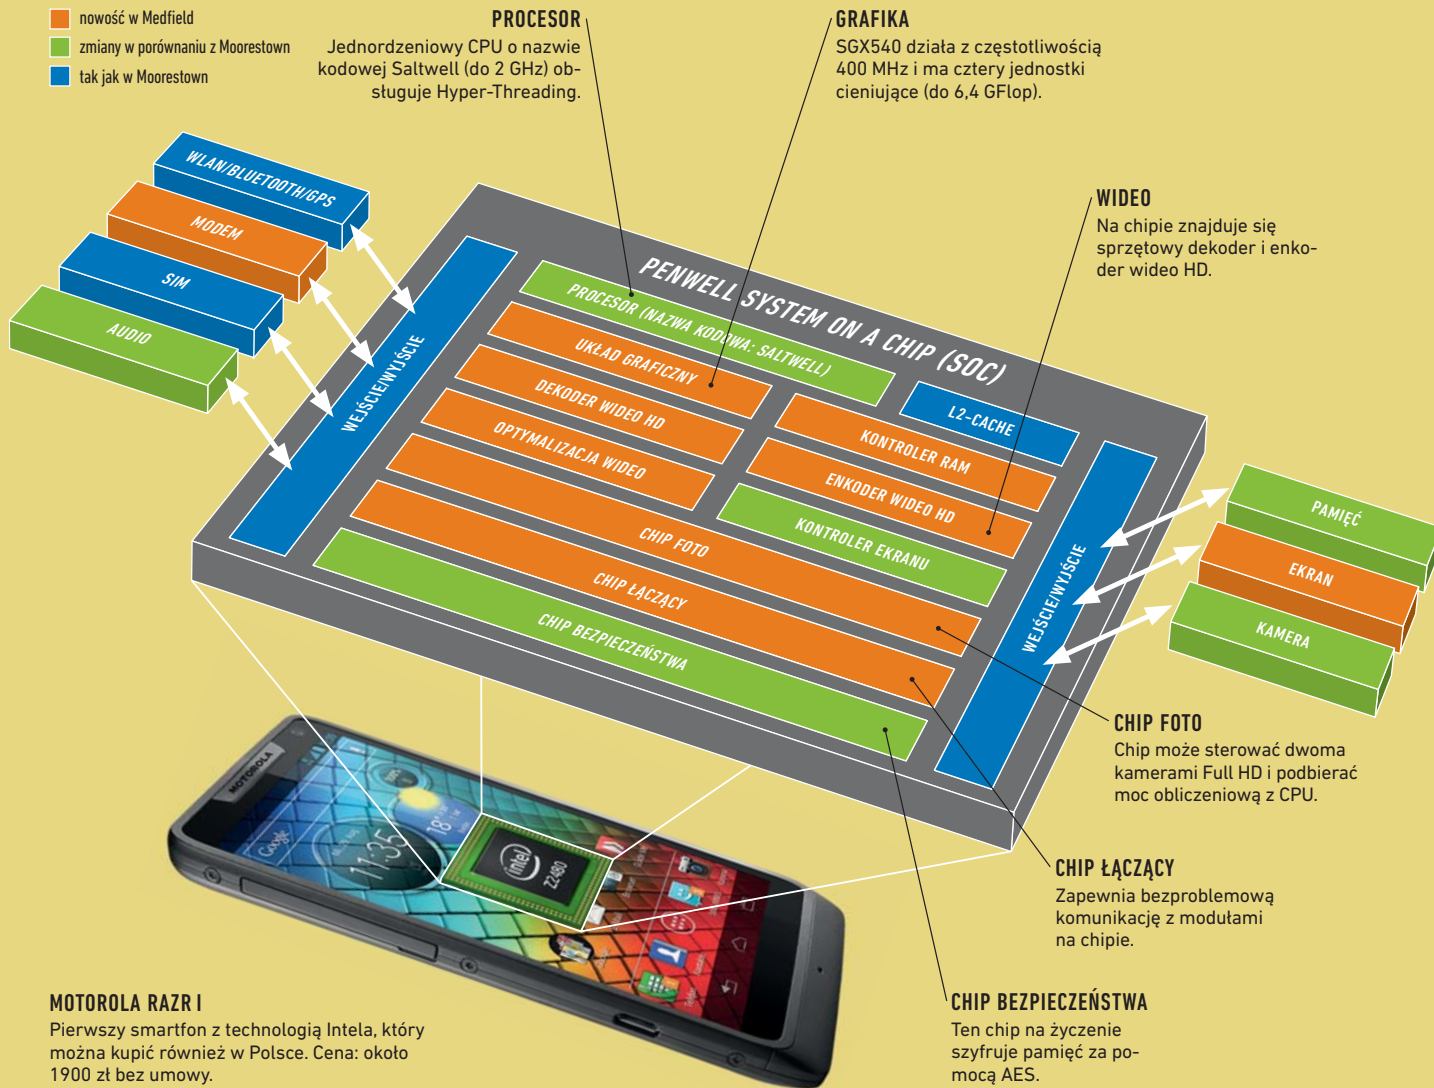 nowość w Medfield
zmiany w porównaniu z Moorestown
tak jak w Moorestown
PROCESOR
Jednordzeniowy CPU o nazwie
kodowej Saltwell (do 2 GHz) ob-
sługuje Hyper-Threading.
GRAFIKA
SGX540 działa z częstotliwością
400 MHz i ma cztery jednostki
cieniujące (do 6,4 GFlop).
WIDEO
Na chipie znajduje się
sprzętowy dekoder i enko-
der wideo HD.
WLAN/BLUETOOTH/GPS
MODEM
SIM
AUDIO
WEJŚCIE/WYJŚCIE
PENWELL SYSTEM ON A CHIP (SOC)
PROCESOR (NAZWA KODOWA: SALTWELL)
L2-CACHE
UKŁAD GRAFICZNY
KONTROLER RAM
DEKODER WIDEO HD
ENKODER WIDEO HD
OPTYMALIZACJA WIDEO
KONTROLER EKRANU
CHIP FOTO
CHIP ŁĄCZĄCY
CHIP BEZPIECZEŃSTWA
WEJŚCIE/WYJŚCIE
PAMIĘĆ
EKRAN
KAMERA
CHIP FOTO
Chip może sterować dwoma
kamerami Full HD i podbierać
moc obliczeniową z CPU.
CHIP ŁĄCZĄCY
Zapewnia bezproblemową
komunikację z modułami
na chipie.
CHIP BEZPIECZEŃSTWA
Ten chip na życzenie
szyfruje pamięć za po-
mocą AES.
MOTOROLA
Google
11:35
18°
intel
Z2480
MOTOROLA RAZR I
Pierwszy smartfon z technologią Intela, który
można kupić również w Polsce. Cena: około
1900 zł bez umowy.